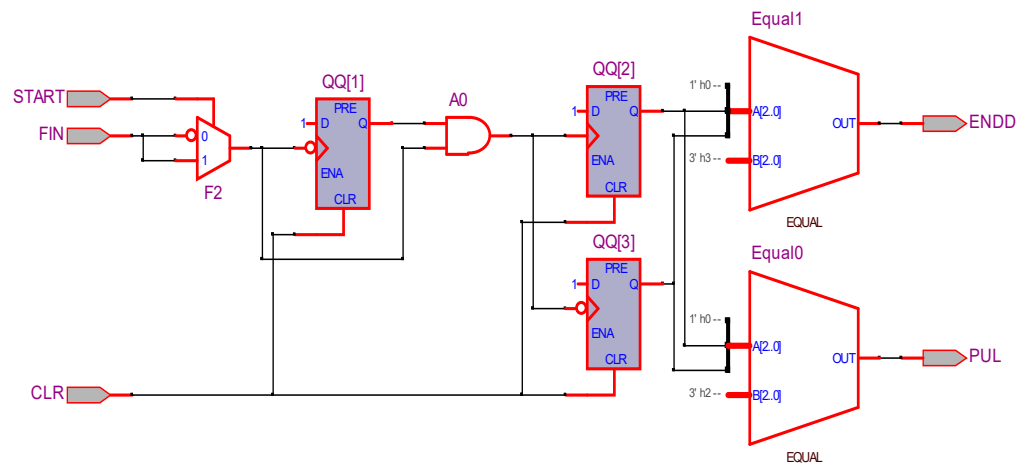 Equal1
QQ[1]
QQ[2]
A0
START
PRE
PRE
1' h0 --
1
D
Q
1
D
Q
A[2..0]
FIN
0
OUT
ENDD
1
ENA
ENA
3' h3 --
B[2..0]
F2
CLR
CLR
EQUAL
QQ[3]
Equal0
PRE
1
D
Q
1' h0 --
ENA
A[2..0]
OUT
PUL
CLR
CLR
3' h2 --
B[2..0]
EQUAL